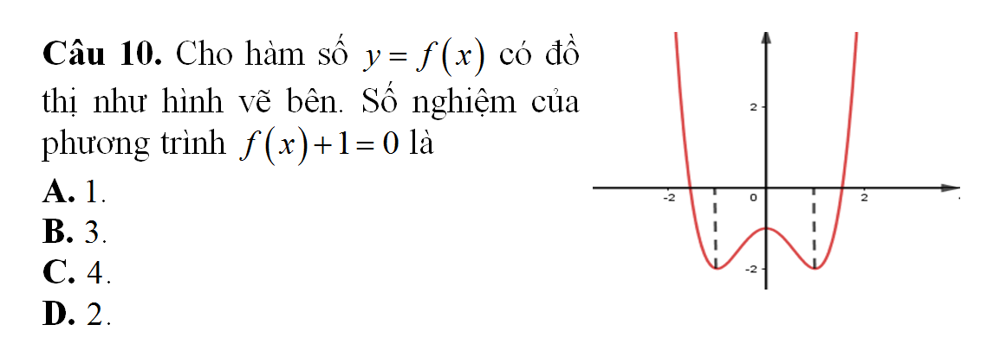 Câu 10. Cho hàm số y = f(x) có đồ
thị như hình vẽ bên. Số nghiệm của
phương trình f(x)+1=0 là
A. 1.
B. 3.
C. 4.
D. 2.
2
-2
0
2
-2